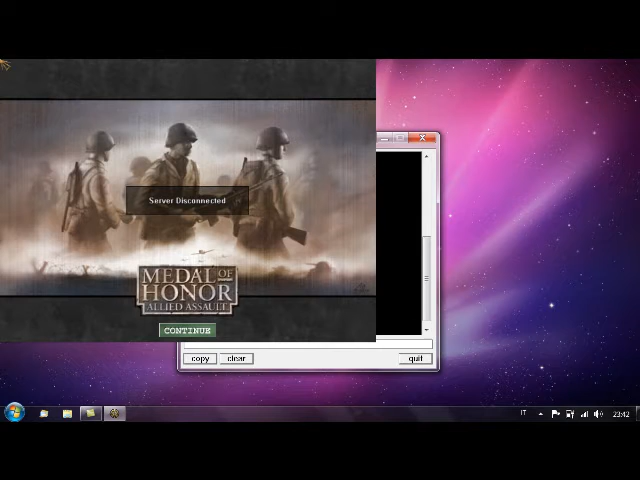 Server Disconnected
MEDAL OF
HONOR
ALLIED ASSAULT
CONTINUE
copy
clear
quit
IT
23:42